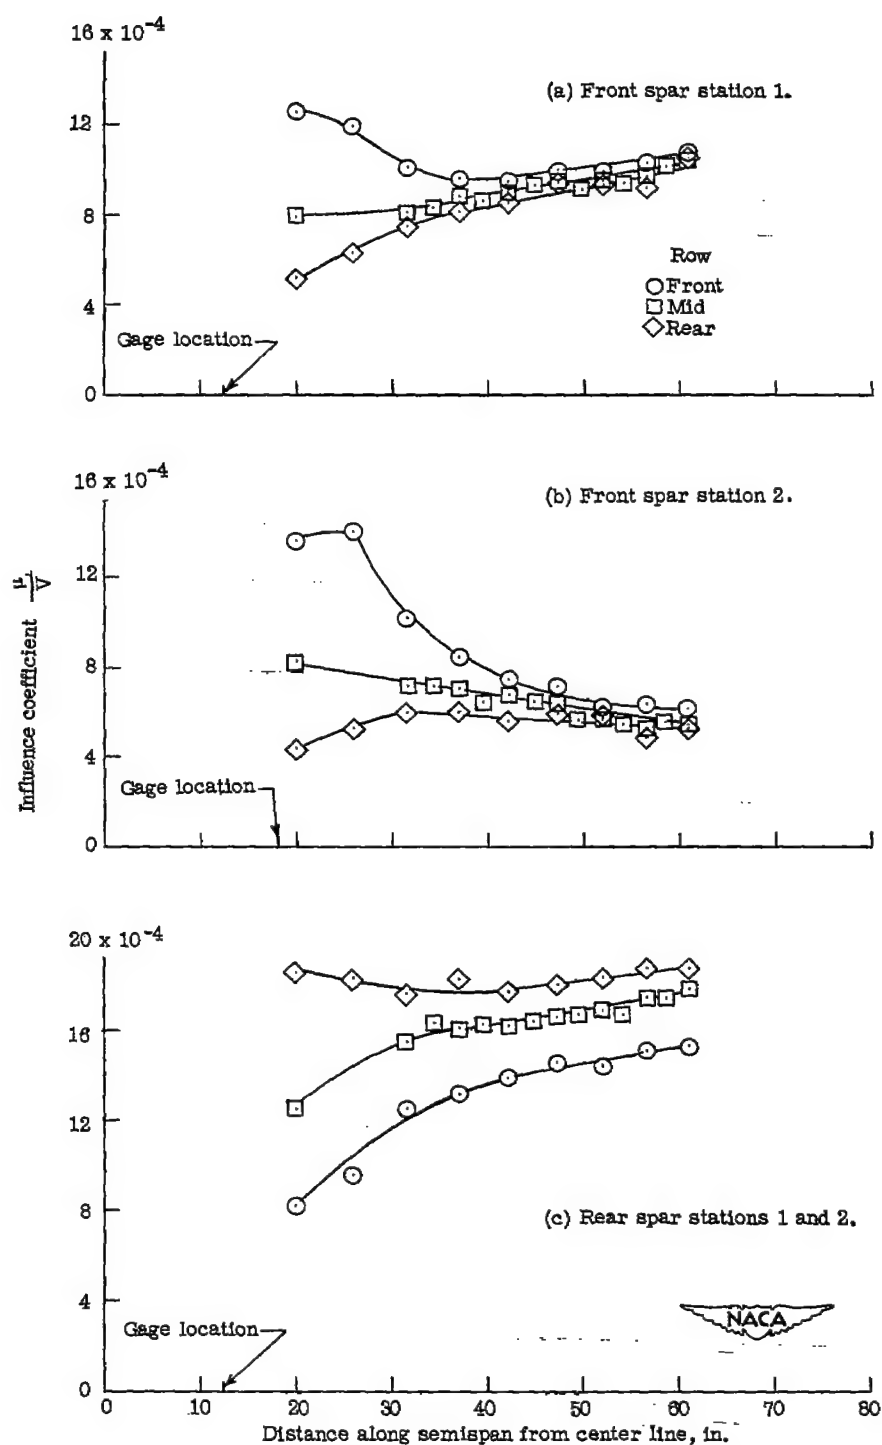 16 x 10-4
(a) Front spar station 1.
12
8
Row
Front
Mid
Rear
4
Gage location
0
16 x 10-4
(b) Front spar station 2.
12
Influence coefficient μ/V
8
4
Gage location
0
20 x 10-4
16
12
8
(c) Rear spar stations 1 and 2.
4
Gage location
NACA
0
0 10 20 30 40 50 60 70 80
Distance along semispan from center line, in.